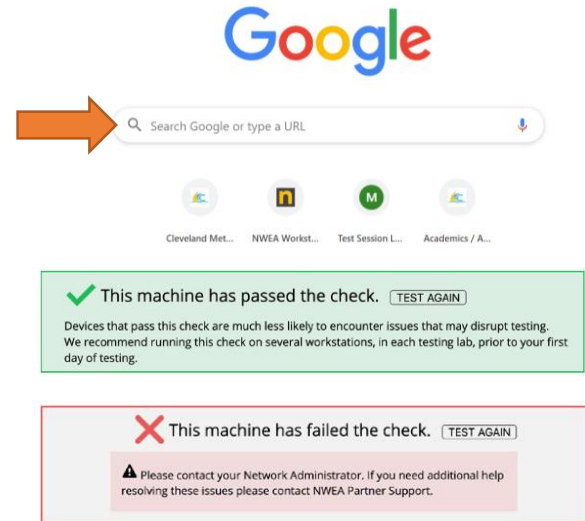 Google
Search Google or type a URL
Cleveland Met... NWEA Workst... Test Session L... Academics / A...
n M
This machine has passed the check. TEST AGAIN
Devices that pass this check are much less likely to encounter issues that may disrupt testing.
We recommend running this check on several workstations, in each testing lab, prior to your first
day of testing.
This machine has failed the check. TEST AGAIN
Please contact your Network Administrator. If you need additional help
resolving these issues please contact NWEA Partner Support.